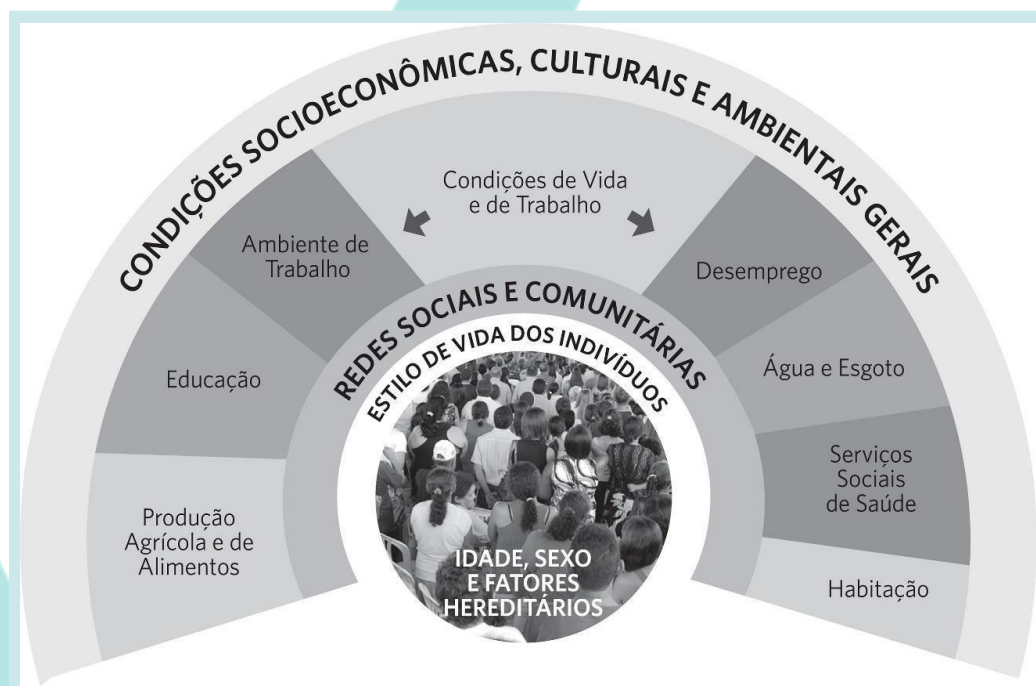 CONDIÇÕES SOCIOECONÔMICAS, CULTURAIS E AMBIENTAIS GERAIS
Condições de Vida
e de Trabalho
Ambiente de
Trabalho
Desemprego
REDES SOCIAIS E COMUNITÁRIAS
ESTILO DE VIDA DOS INDIVÍDUOS
Educação
Água e Esgoto
Serviços
Sociais
de Saúde
Produção
Agrícola e de
Alimentos
IDADE, SEXO
E FATORES
HEREDITÁRIOS
Habitação